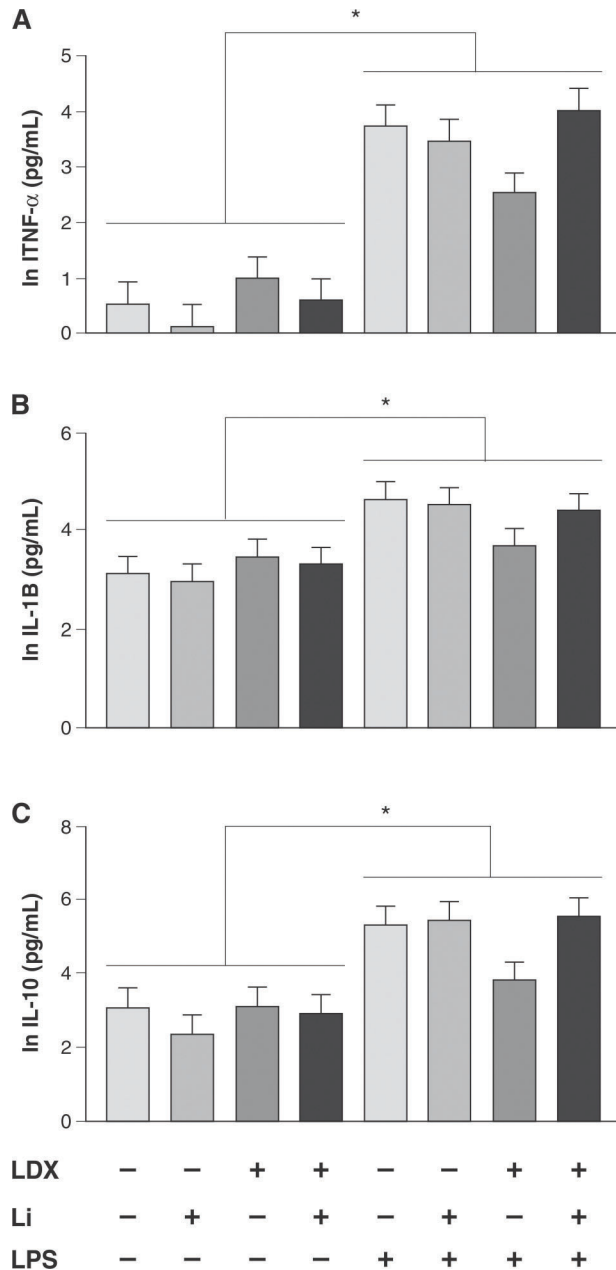 A
*
5
4
3
2
1
0
ln ITNF-α (pg/mL)
B
*
6
4
2
0
ln IL-1B (pg/mL)
C
*
8
6
4
2
0
ln IL-10 (pg/mL)
LDX − − + + − − + +
Li − + − + − + − +
LPS − − − − + + + +